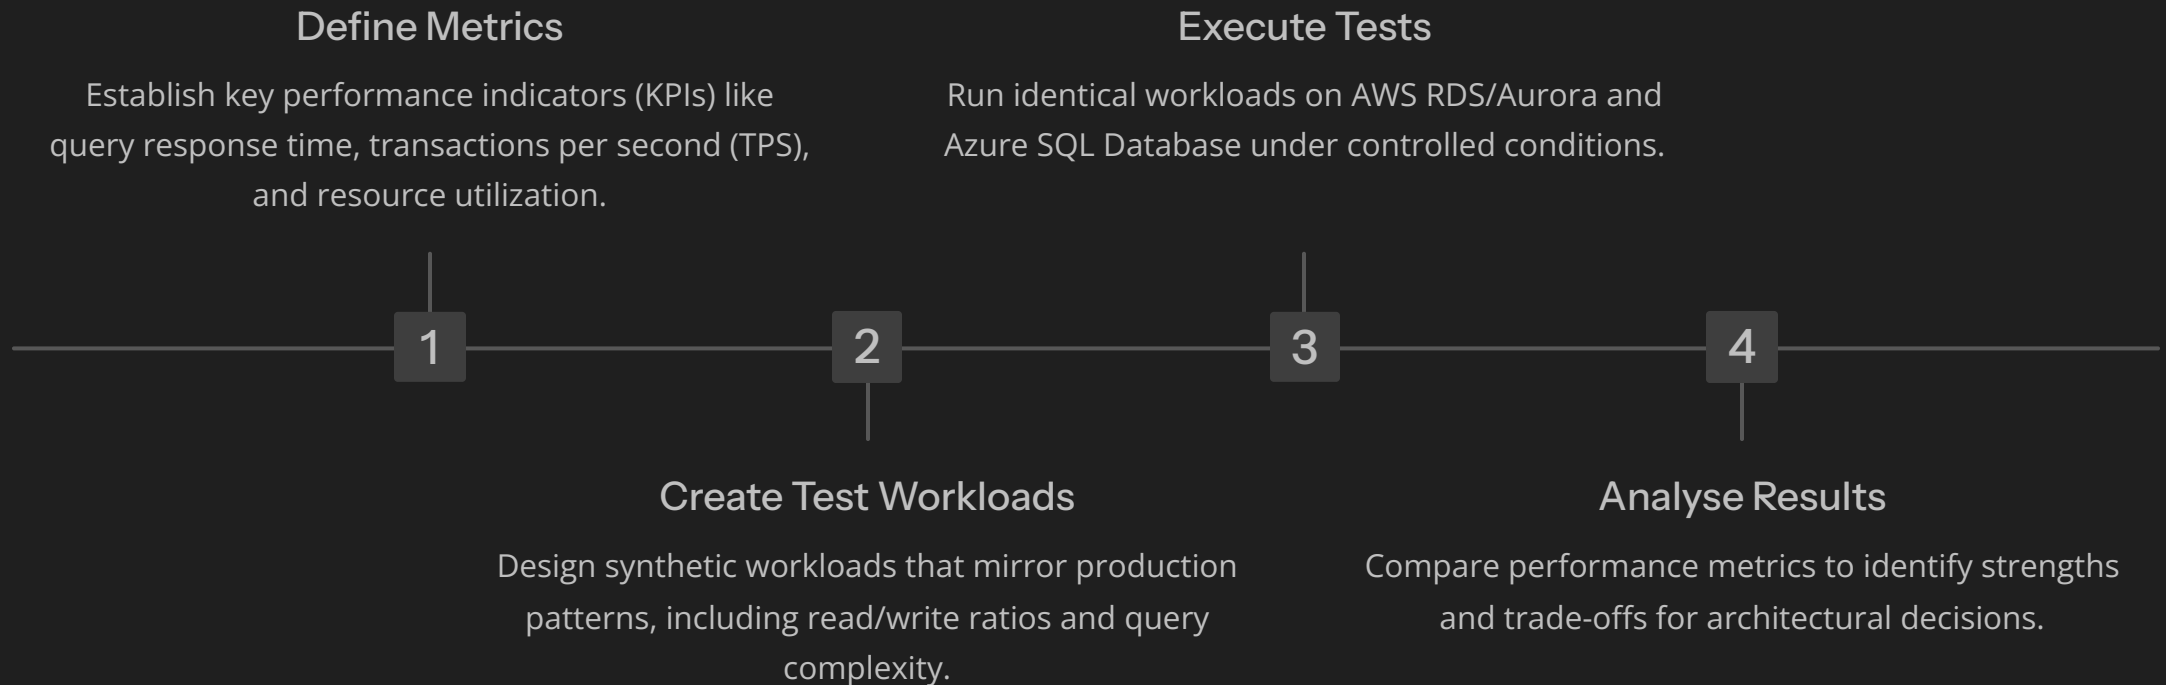 Define Metrics
Establish key performance indicators (KPIs) like
query response time, transactions per second (TPS),
and resource utilization.
Execute Tests
Run identical workloads on AWS RDS/Aurora and
Azure SQL Database under controlled conditions.
1
2
3
4
Create Test Workloads
Design synthetic workloads that mirror production
patterns, including read/write ratios and query
complexity.
Analyse Results
Compare performance metrics to identify strengths
and trade-offs for architectural decisions.